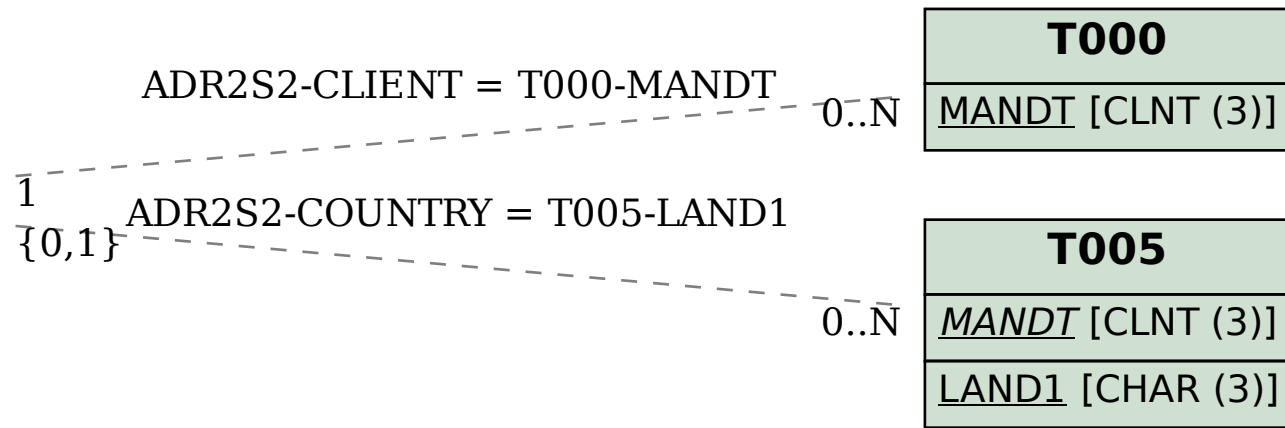 T000
ADR2S2-CLIENT = T000-MANDT
0..N
MANDT [CLNT (3)]
1
ADR2S2-COUNTRY = T005-LAND1
{0,1}
T005
0..N
MANDT [CLNT (3)]
LAND1 [CHAR (3)]